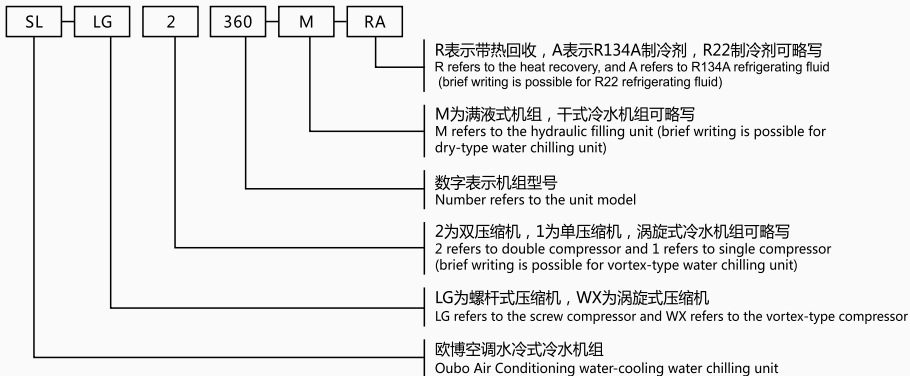 SL LG 2 360 M RA
R表示带热回收，A表示R134A制冷剂，R22制冷剂可略写
R refers to the heat recovery, and A refers to R134A refrigerating fluid
(brief writing is possible for R22 refrigerating fluid)
M为满液式机组，干式冷水机组可略写
M refers to the hydraulic filling unit (brief writing is possible for
dry-type water chilling unit)
数字表示机组型号
Number refers to the unit model
2为双压缩机，1为单压缩机，涡旋式冷水机组可略写
2 refers to double compressor and 1 refers to single compressor
(brief writing is possible for vortex-type water chilling unit)
LG为螺杆式压缩机，WX为涡旋式压缩机
LG refers to the screw compressor and WX refers to the vortex-type compressor
欧博空调水冷式冷水机组
Oubo Air Conditioning water-cooling water chilling unit